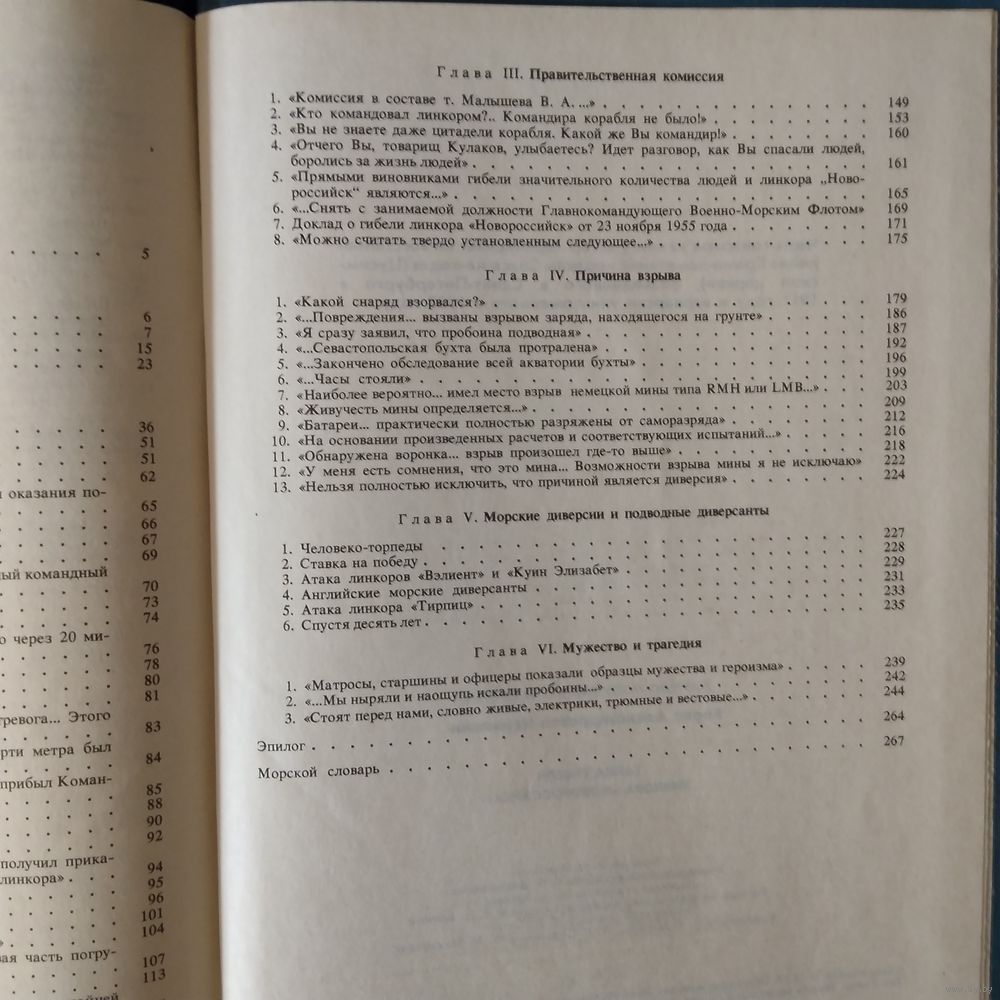 5
6
7
15
23
36
51
51
62
оказания по-
65
66
67
69
ный командный
70
73
74
о через 20 ми-
76
78
80
81
тревога... Этого
83
рти метра был
84
прибыл Коман-
85
88
90
92
получил прика-
94
линкора» . . .
95
96
101
104
вая часть погру-
107
113
Глава III. Правительственная комиссия
1. «Комиссия в составе т. Малышева В. А. ...» . . . . . 149
2. «Кто командовал линкором?.. Командира корабля не было!» . . . . . 153
3. «Вы не знаете даже цитадели корабля. Какой же Вы командир!» . . . . . 160
4. «Отчего Вы, товарищ Кулаков, улыбаетесь? Идет разговор, как Вы спасали людей,
боролись за жизнь людей» . . . . . 161
5. «Прямыми виновниками гибели значительного количества людей и линкора „Ново-
российск“ являются...» . . . . . 165
6. «...Снять с занимаемой должности Главнокомандующего Военно-Морским Флотом» 169
7. Доклад о гибели линкора «Новороссийск» от 23 ноября 1955 года . . . . . 171
8. «Можно считать твердо установленным следующее...» . . . . . 175
Глава IV. Причина взрыва
1. «Какой снаряд взорвался?» . . . . . 179
2. «...Повреждения... вызваны взрывом заряда, находящегося на грунте» . . . . . 186
3. «Я сразу заявил, что пробоина подводная» . . . . . 187
4. «...Севастопольская бухта была протралена» . . . . . 192
5. «...Закончено обследование всей акватории бухты» . . . . . 196
6. «...Часы стояли» . . . . . 199
7. «Наиболее вероятно... имел место взрыв немецкой мины типа RMH или LMB...» . . . 203
8. «Живучесть мины определяется...» . . . . . 209
9. «Батареи... практически полностью разряжены от саморазряда» . . . . . 212
10. «На основании произведенных расчетов и соответствующих испытаний...» . . . . . 216
11. «Обнаружена воронка... взрыв произошел где-то выше» . . . . . 218
12. «У меня есть сомнения, что это мина... Возможности взрыва мины я не исключаю» 222
13. «Нельзя полностью исключить, что причиной является диверсия» . . . . . 224
Глава V. Морские диверсии и подводные диверсанты
1. Человеко-торпеды . . . . . 227
2. Ставка на победу . . . . . 228
3. Атака линкоров «Вэлиент» и «Куин Элизабет» . . . . . 229
4. Английские морские диверсанты . . . . . 231
5. Атака линкора «Тирпиц» . . . . . 233
6. Спустя десять лет . . . . . 235
Глава VI. Мужество и трагедия
1. «Матросы, старшины и офицеры показали образцы мужества и героизма» . . . . . 239
2. «...Мы ныряли и наощупь искали пробоины...» . . . . . 242
3. «Стоят перед нами, словно живые, электрики, трюмные и вестовые...» . . . . . 244
Эпилог . . . . . 264
Морской словарь . . . . . 267